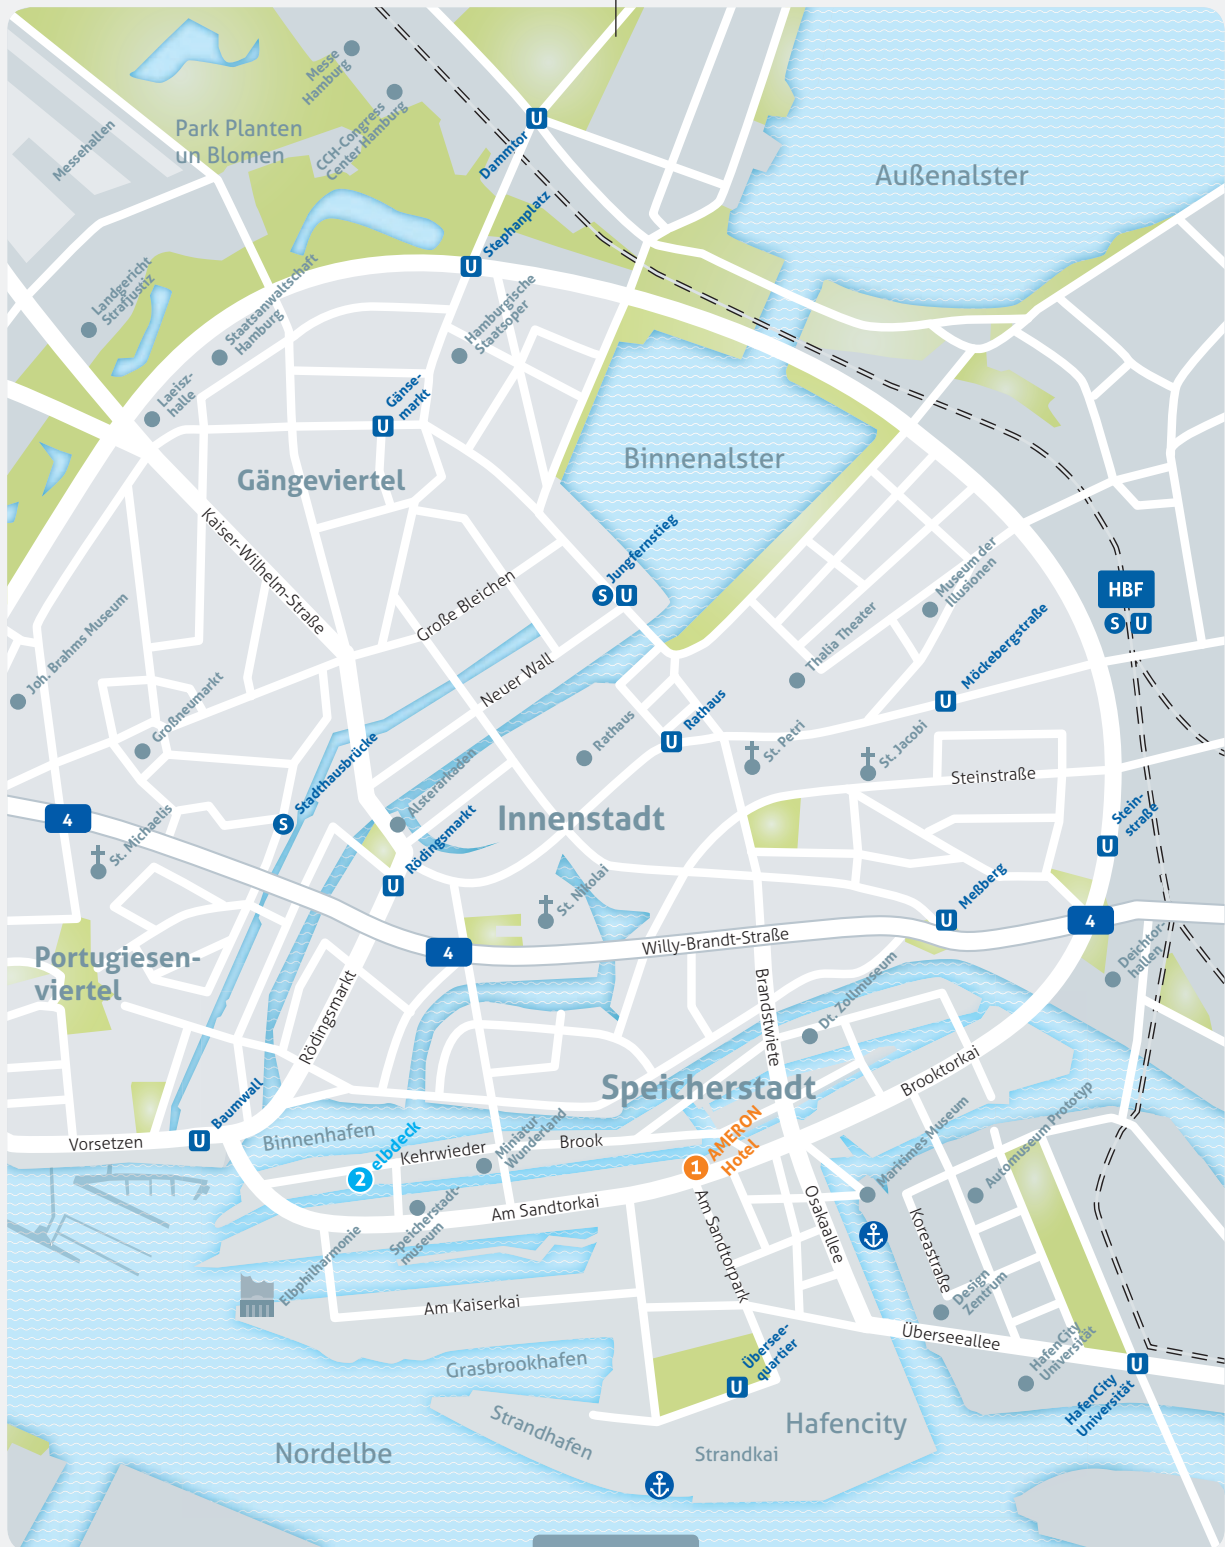 Messe
Hamburg
CCH-Congress
Center Hamburg
Messehallen
Park Planten
un Blomen
U
Dammtor
Außenalster
U
Stephanplatz
Landgericht
Strafjustiz
Staatsanwaltschaft
Hamburg
Hamburgische
Staatsoper
Laeisz-
halle
U
Gänse-
markt
Gängeviertel
Binnenalster
Kaiser-Wilhelm-Straße
Große Bleichen
S U
Jungfernstieg
Museum der
Illusionen
HBF
S U
Joh. Brahms Museum
Großneumarkt
Neuer Wall
Thalia Theater
U
Möckebergstraße
Rathaus
U
Rathaus
St. Petri
St. Jacobi
Steinstraße
S
Stadthausbrücke
Alsterarkaden
Innenstadt
4
St. Michaelis
U
Rödingsmarkt
U
Stein-
straße
St. Nikolai
U
Meßberg
4
4
Willy-Brandt-Straße
Portugiesen-
viertel
Deichtor-
hallen
Rödingsmarkt
Brandstwiete
Dt. Zollmuseum
Speicherstadt
Brooktorkai
Vorsetzen
U
Baumwall
Binnenhafen
2
elbdeck
Kehrwieder
Miniatur
Wunderland
Brook
1
AMERON
Hotel
Maritimes Museum
Automuseum Prototyp
Speicherstadt-
museum
Am Sandtorkai
Am Sandtorpark
Osakaallee
Koreastraße
Elbphilharmonie
Am Kaiserkai
Design
Zentrum
Überseeallee
Grasbrookhafen
U
Übersee-
quartier
HafenCity
Universität
U
HafenCity
Universität
Strandhafen
Hafencity
Nordelbe
Strandkai